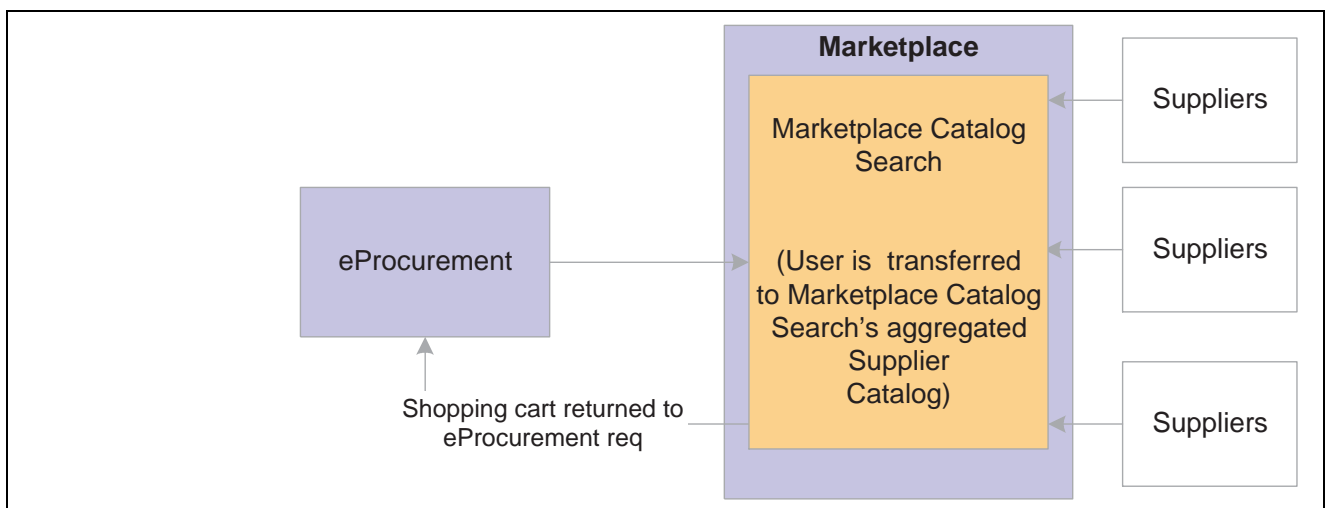 Marketplace
Marketplace Catalog
Search
(User is transferred
to Marketplace Catalog
Search's aggregated
Supplier
Catalog)
eProcurement
Shopping cart returned to
eProcurement req
Suppliers
Suppliers
Suppliers